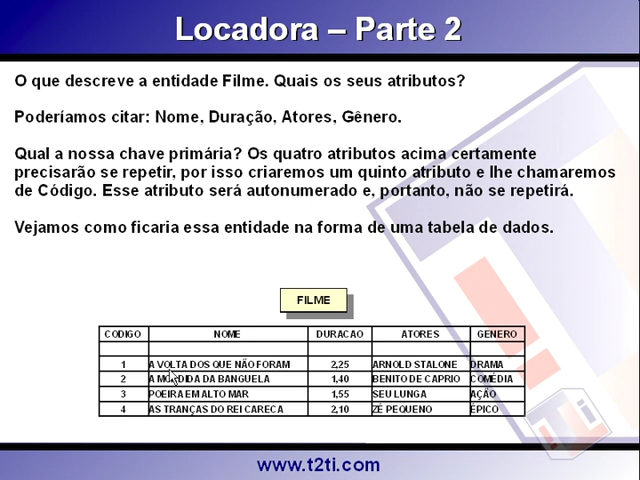 Locadora – Parte 2
O que descreve a entidade Filme. Quais os seus atributos?
Poderíamos citar: Nome, Duração, Atores, Gênero.
Qual a nossa chave primária? Os quatro atributos acima certamente
precisarão se repetir, por isso criaremos um quinto atributo e lhe chamaremos
de Código. Esse atributo será autonumerado e, portanto, não se repetirá.
Vejamos como ficaria essa entidade na forma de uma tabela de dados.
FILME
CODIGO NOME DURACAO ATORES GENERO
1 A VOLTA DOS QUE NÃO FORAM 2,25 ARNOLD STALONE DRAMA
2 A MORDIDA DA BANGUELA 1,40 BENITO DE CAPRIO COMÉDIA
3 POEIRA EM ALTO MAR 1,55 SEU LUNGA AÇÃO
4 AS TRANÇAS DO REI CARECA 2,10 ZÉ PEQUENO ÉPICO
www.t2ti.com